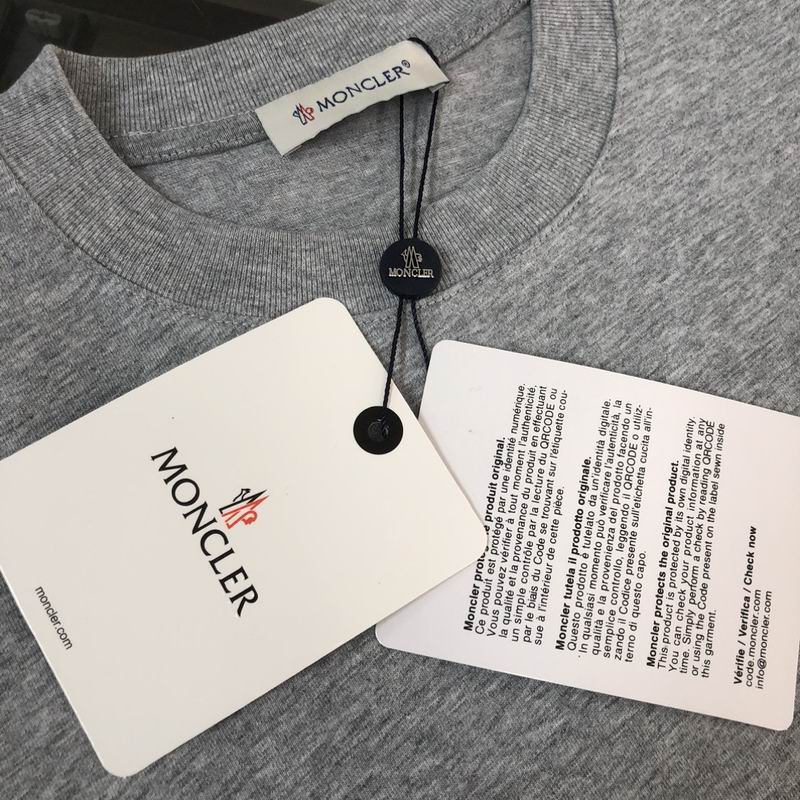 MONCLER®
MONCLER
MONCLER
moncler.com
Moncler protège produit original.
Ce produit est protégé par une identité numérique.
Vous pouvez vérifier à tout moment l'authenticité,
la qualité et la provenance du produit en effectuant
un simple contrôle par la lecture du QRCODE ou
par le biais du Code se trouvant sur l'étiquette cou-
sue à l'intérieur de cette pièce.
Moncler tutela il prodotto originale.
Questo prodotto è tutelato da un'identità digitale.
In qualsiasi momento può verificare l'autenticità, la
qualità e la provenienza del prodotto facendo un
semplice controllo, leggendo il QRCODE o utiliz-
zando il Codice presente sull'etichetta cucita all'in-
terno di questo capo.
Moncler protects the original product.
This product is protected by its own digital identity.
You can check your product information at any
time. Simply perform a check by reading QRCODE
or using the Code present on the label sewn inside
this garment.
Vérifie / Verifica / Check now
code.moncler.com
info@moncler.com